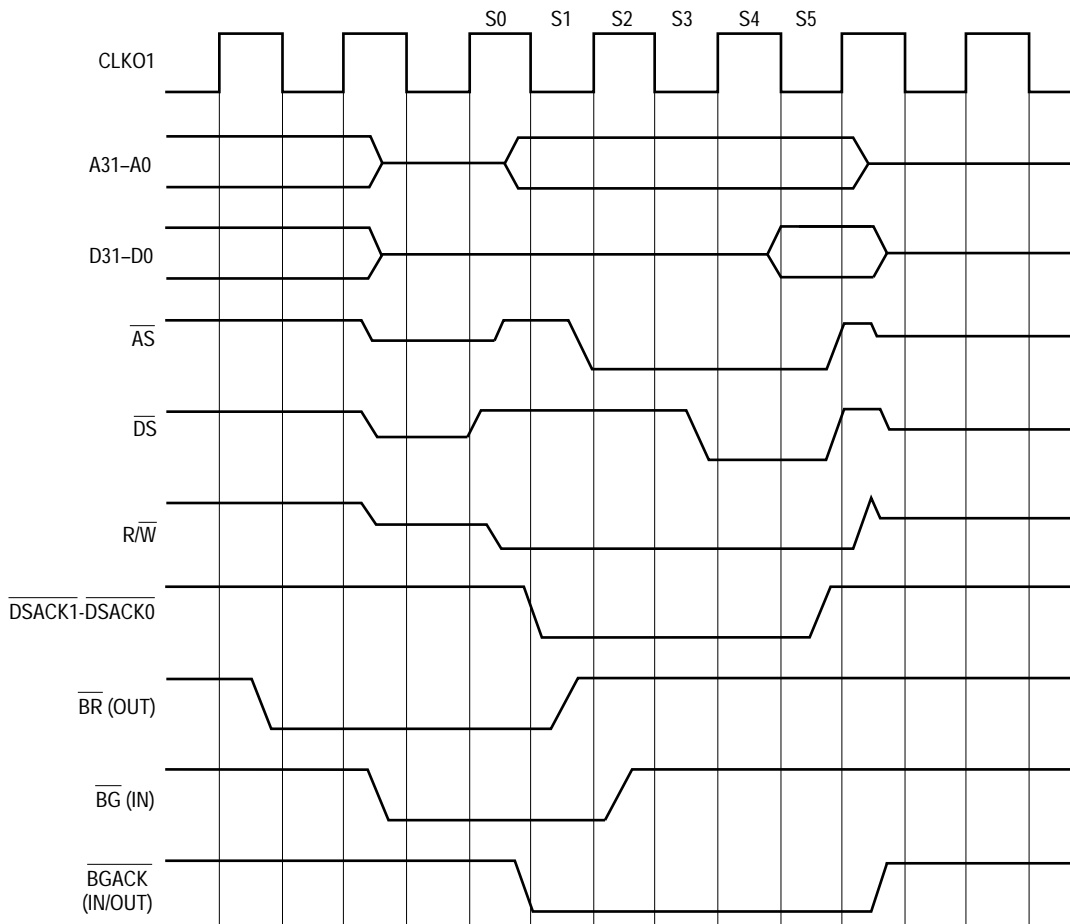 S0 S1 S2 S3 S4 S5
CLKO1
A31–A0
D31–D0
AS
DS
R/W
DSACK1-DSACK0
BR (OUT)
BG (IN)
BGACK
(IN/OUT)